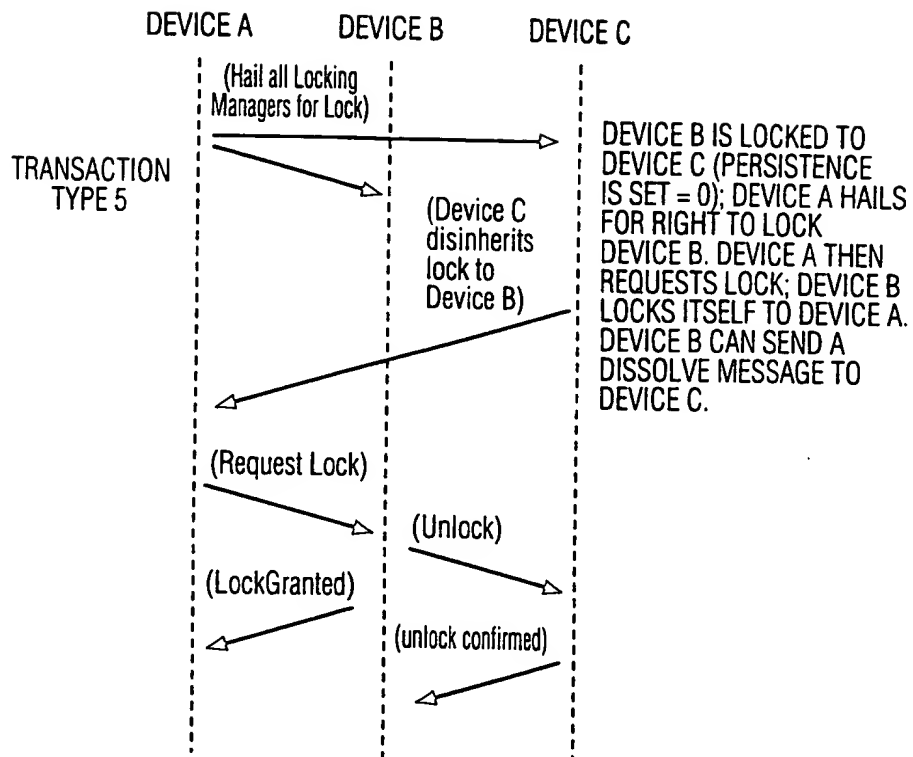 DEVICE A
DEVICE B
DEVICE C
(Hail all Locking
Managers for Lock)
TRANSACTION
TYPE 5
(Device C
disinherits
lock to
Device B)
DEVICE B IS LOCKED TO
DEVICE C (PERSISTENCE
IS SET = 0); DEVICE A HAILS
FOR RIGHT TO LOCK
DEVICE B. DEVICE A THEN
REQUESTS LOCK; DEVICE B
LOCKS ITSELF TO DEVICE A.
DEVICE B CAN SEND A
DISSOLVE MESSAGE TO
DEVICE C.
(Request Lock)
(Unlock)
(LockGranted)
(unlock confirmed)